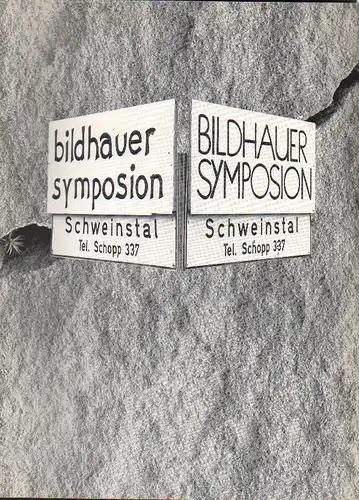 bildhauer
symposion
Schweinstal
Tel. Schopp 337
BILDHAUER
SYMPOSION
Schweinstal
Tel. Schopp 337